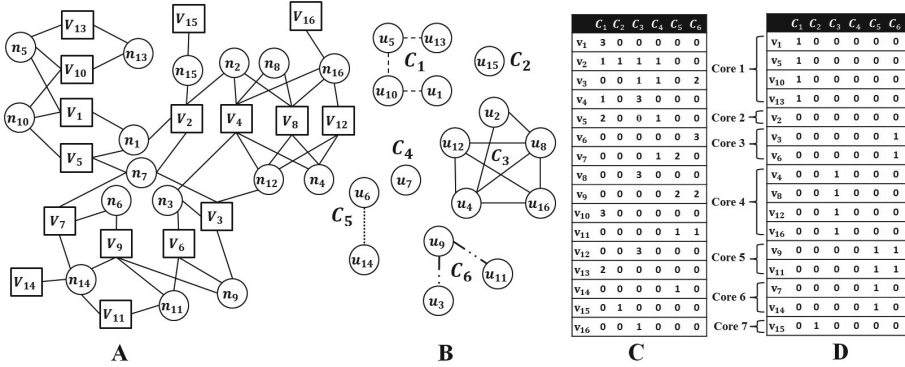 V13
V15
V16
n5
n13
V10
n15
n2
n8
n16
n10
V1
V2
V4
V8
V12
n1
V5
n7
n12
n4
n3
n6
V7
V3
V9
V6
V14
n14
n11
n9
V11
A
u5
u13
C1
u15
C2
u10
u1
u2
u12
u8
C3
C4
u7
u4
u16
u6
C5
u14
u9
C6
u11
u3
B
C1 C2 C3 C4 C5 C6
v1 3 0 0 0 0 0
v2 1 1 1 1 0 0
v3 0 0 1 1 0 2
v4 1 0 3 0 0 0
v5 2 0 0 1 0 0
v6 0 0 0 0 0 3
v7 0 0 0 1 2 0
v8 0 0 3 0 0 0
v9 0 0 0 0 2 2
v10 3 0 0 0 0 0
v11 0 0 0 0 1 1
v12 0 0 3 0 0 0
v13 2 0 0 0 0 0
v14 0 0 0 0 1 0
v15 0 1 0 0 0 0
v16 0 0 1 0 0 0
C
Core 1
Core 2
Core 3
Core 4
Core 5
Core 6
Core 7
C1 C2 C3 C4 C5 C6
v1 1 0 0 0 0 0
v5 1 0 0 0 0 0
v10 1 0 0 0 0 0
v13 1 0 0 0 0 0
v2 0 0 0 0 0 0
v3 0 0 0 0 0 1
v6 0 0 0 0 0 1
v4 0 0 1 0 0 0
v8 0 0 1 0 0 0
v12 0 0 1 0 0 0
v16 0 0 1 0 0 0
v9 0 0 0 0 1 1
v11 0 0 0 0 1 1
v7 0 0 0 0 1 0
v14 0 0 0 0 1 0
v15 0 1 0 0 0 0
D